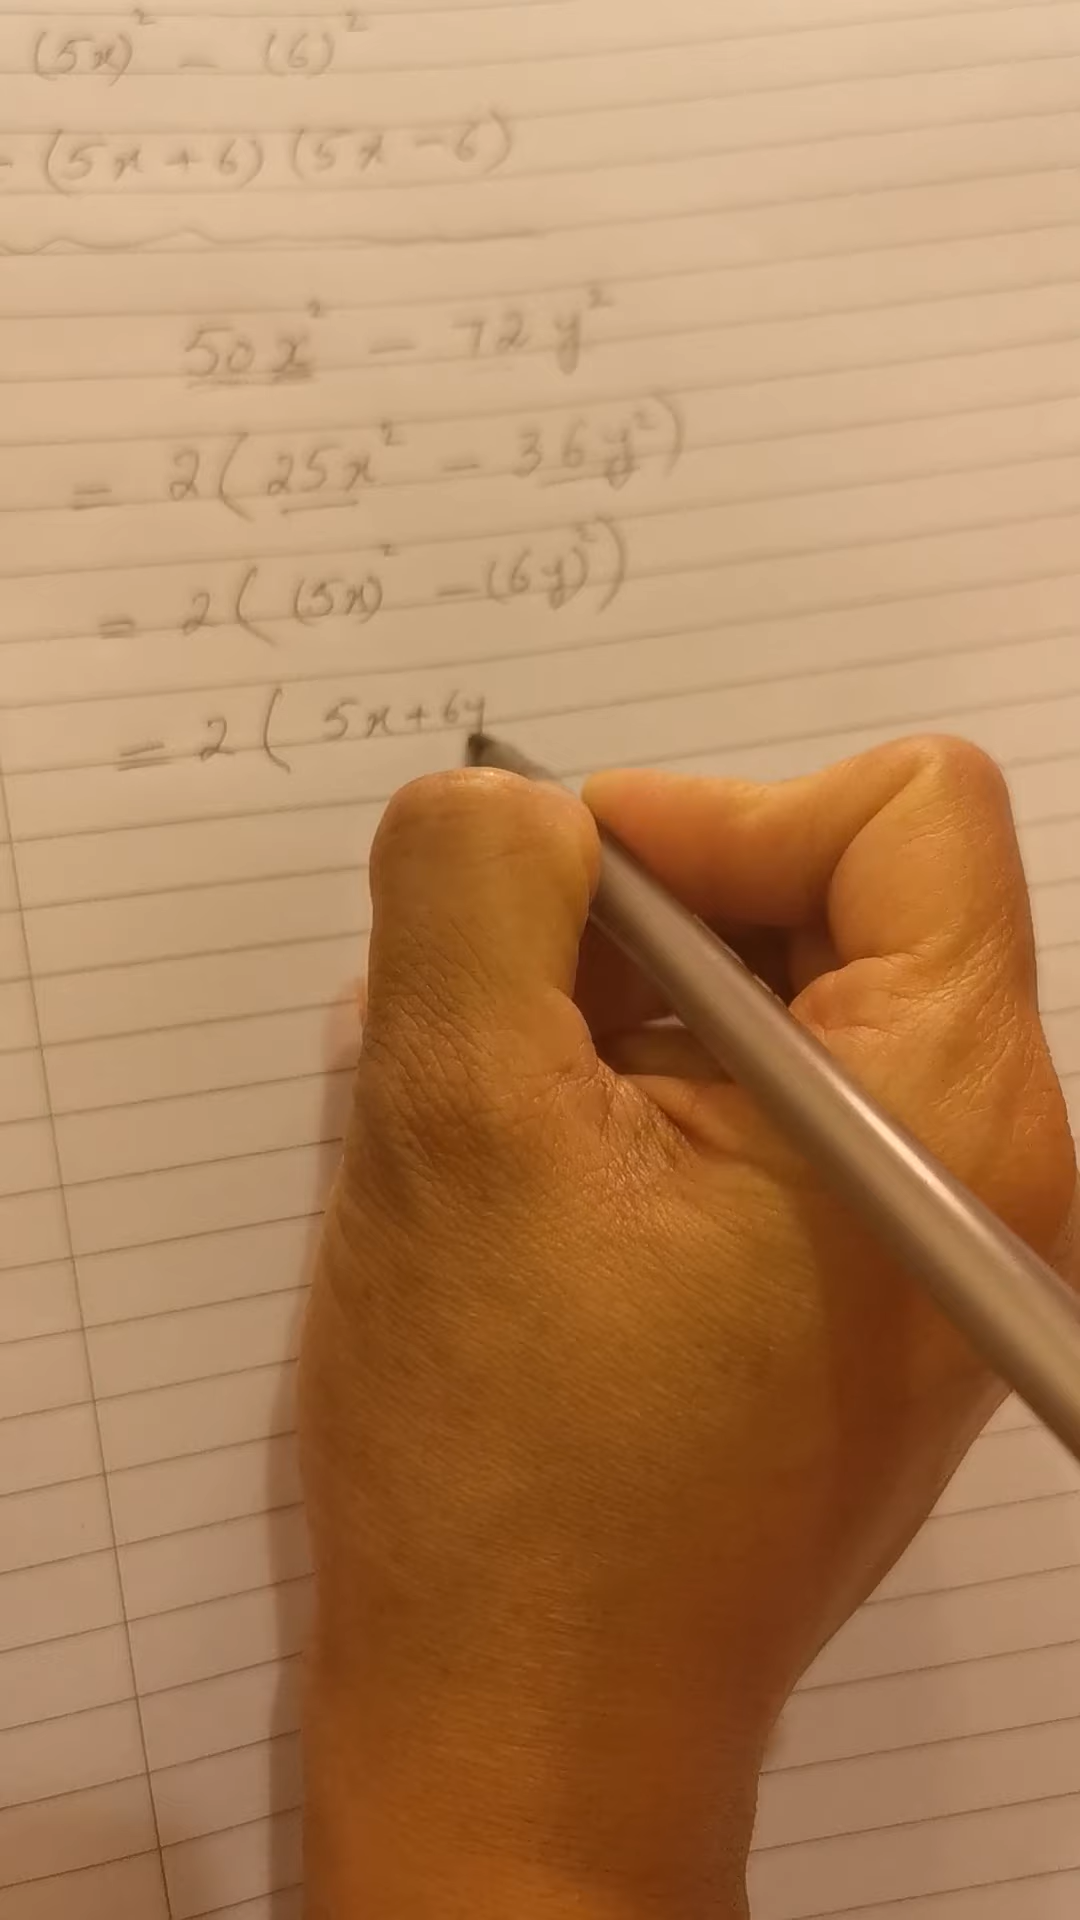 (5x)² - (6)²
- (5x+6) (5x-6)
50x² - 72y²
= 2(25x² - 36y²)
= 2((5x)² - (6y)²)
= 2( 5x+6y